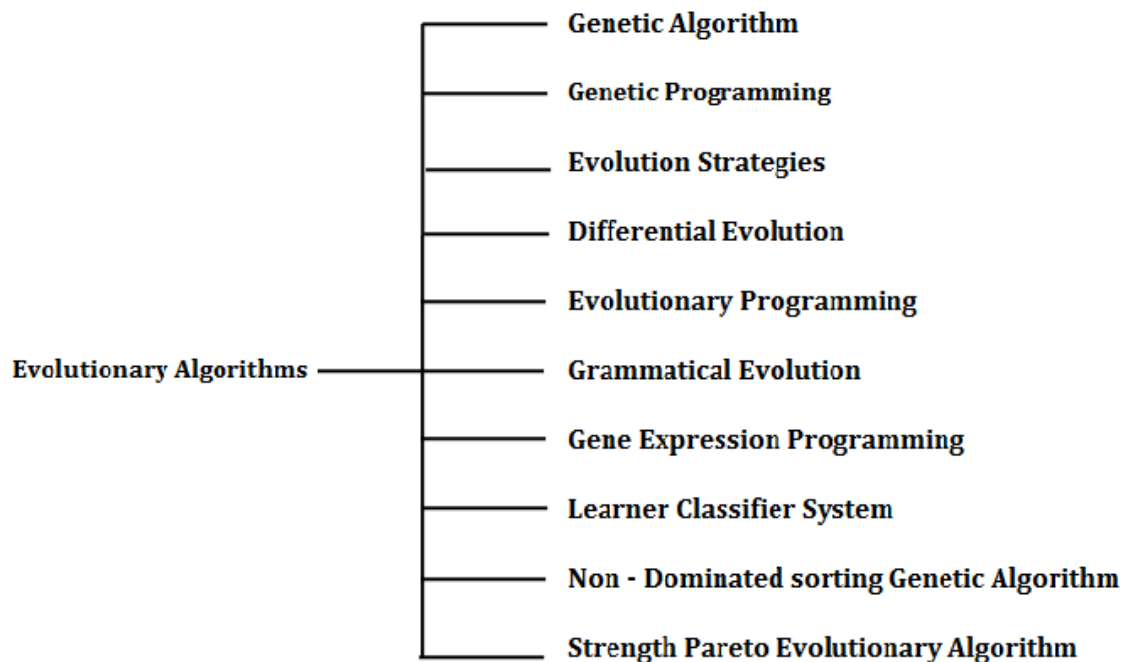 Genetic Algorithm
Genetic Programming
Evolution Strategies
Differential Evolution
Evolutionary Programming
Evolutionary Algorithms
Grammatical Evolution
Gene Expression Programming
Learner Classifier System
Non - Dominated sorting Genetic Algorithm
Strength Pareto Evolutionary Algorithm